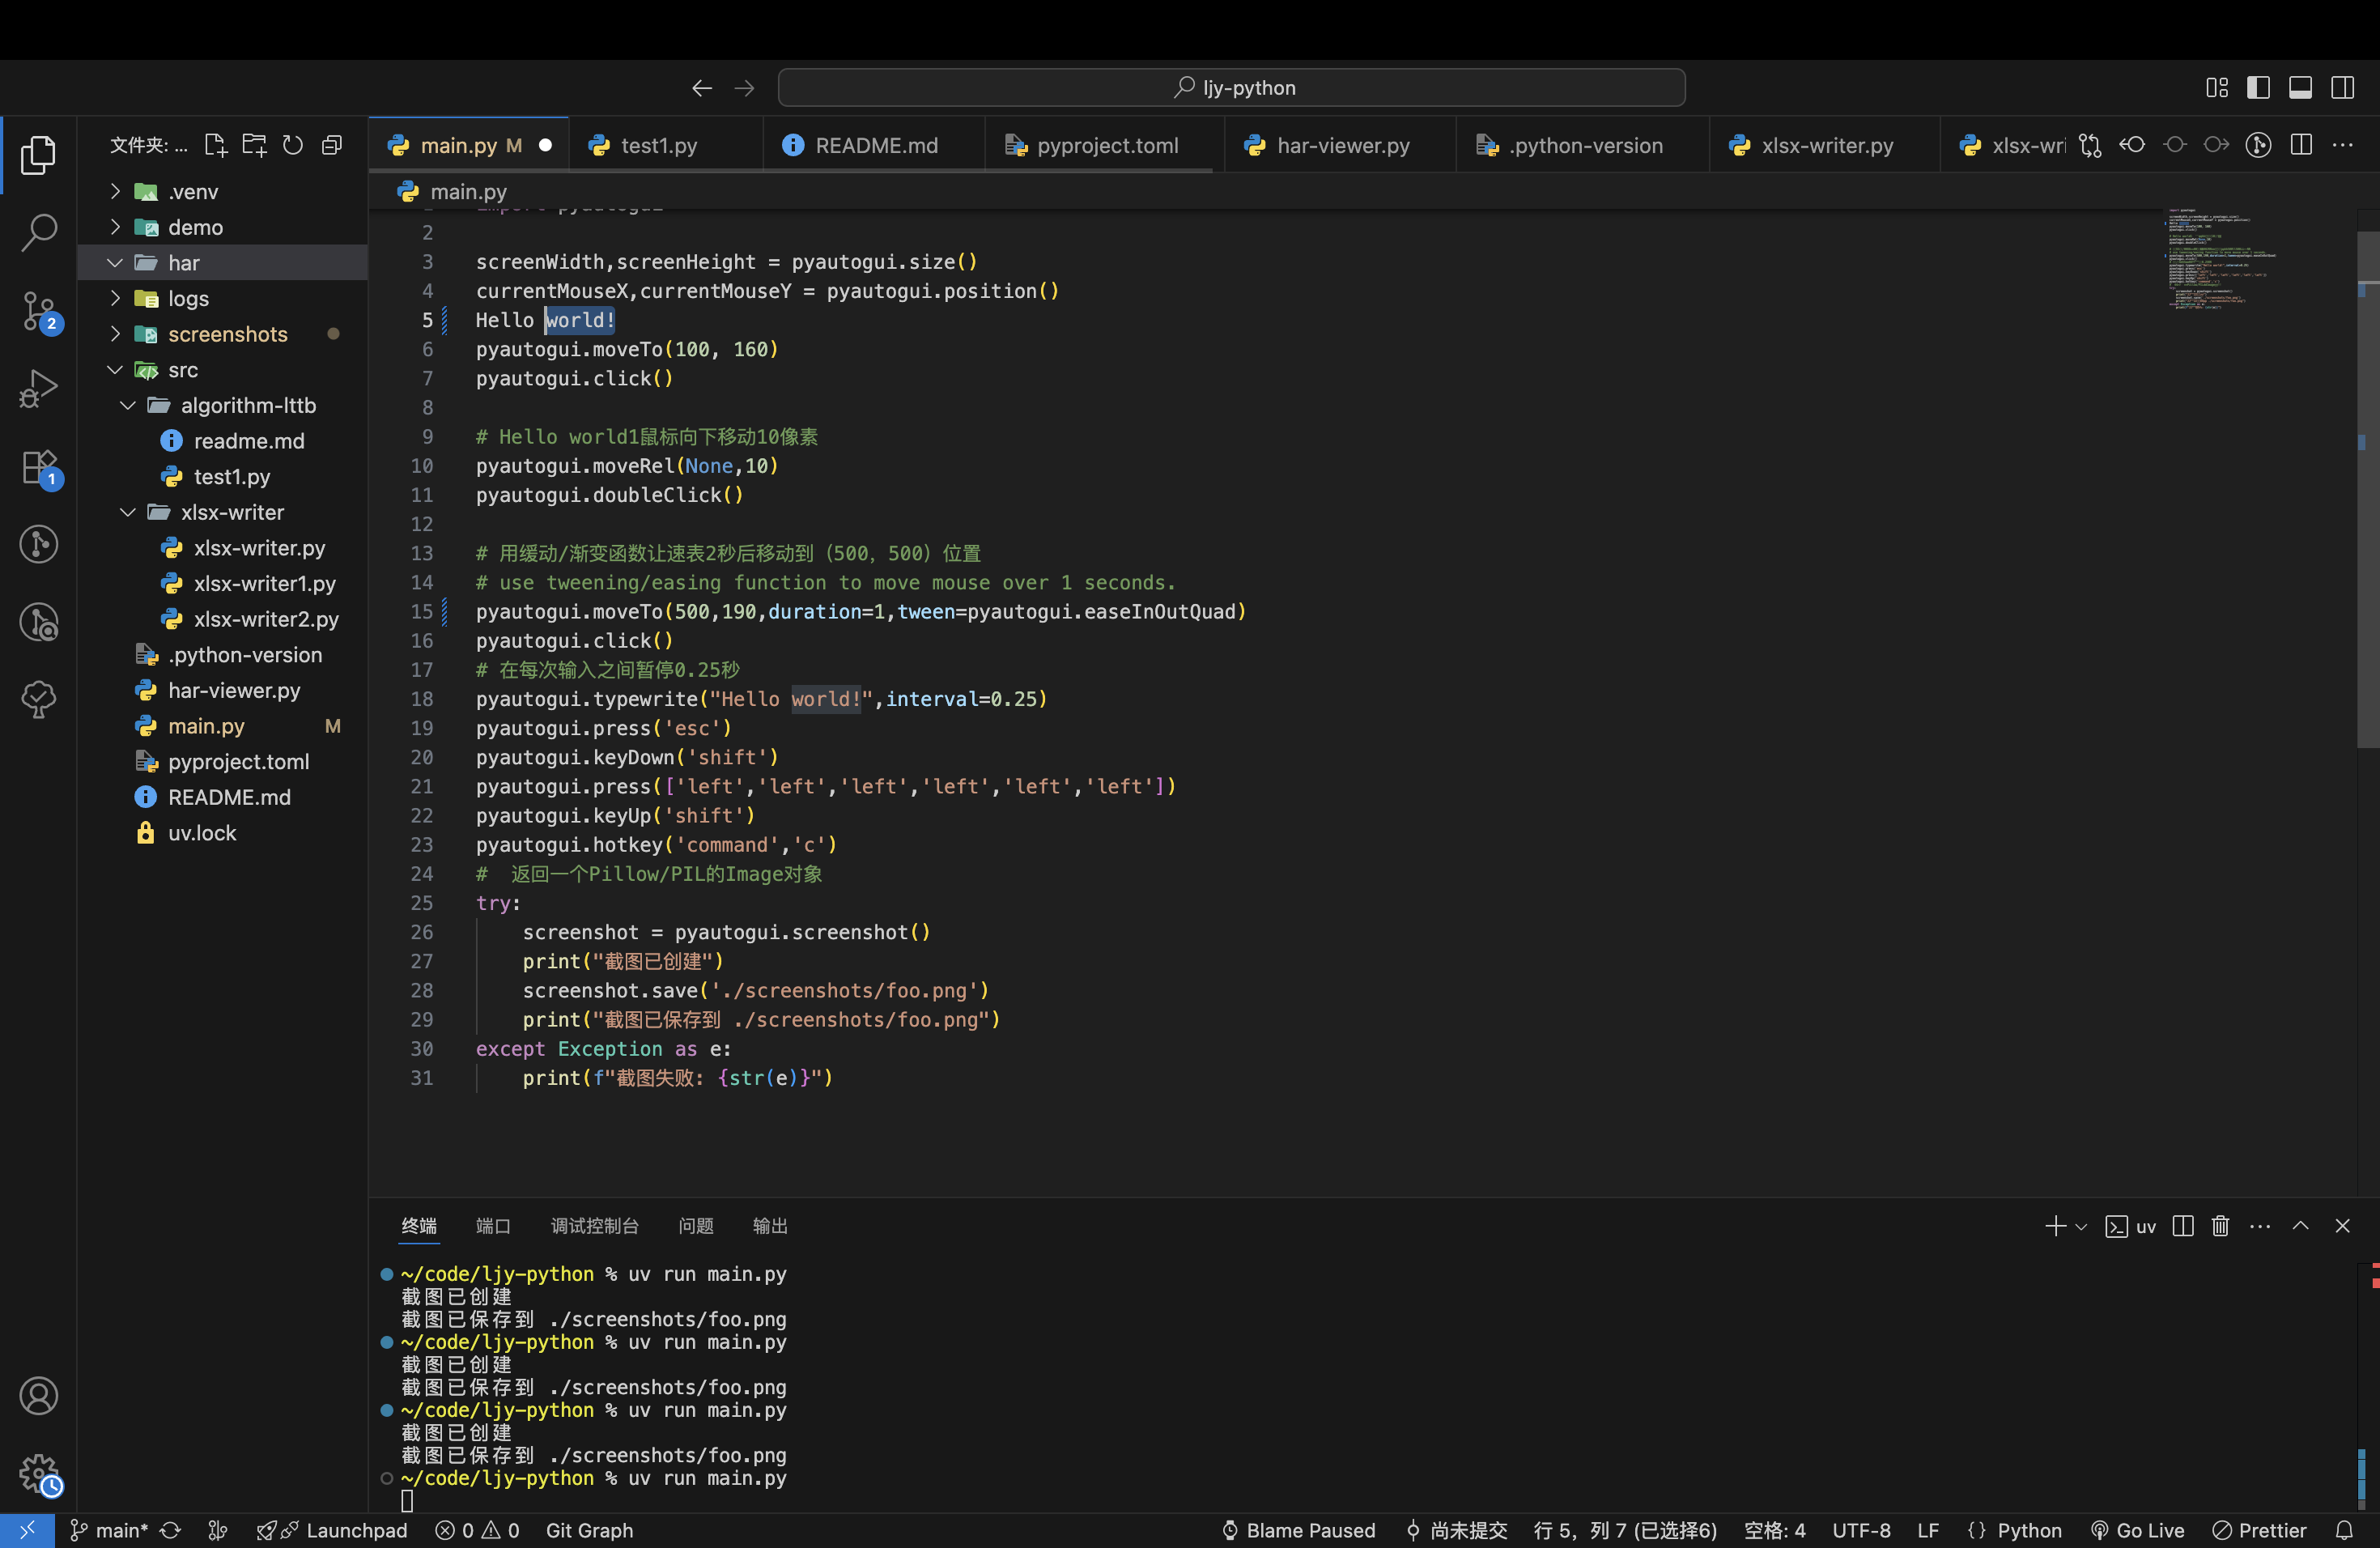 ljy-python
文件夹: ...
main.py M
test1.py
README.md
pyproject.toml
har-viewer.py
.python-version
xlsx-writer.py
xlsx-wri
.venv
demo
har
logs
screenshots
src
algorithm-lttb
readme.md
test1.py
xlsx-writer
xlsx-writer.py
xlsx-writer1.py
xlsx-writer2.py
.python-version
har-viewer.py
main.py M
pyproject.toml
README.md
uv.lock
2
1
main.py
2
3 screenWidth,screenHeight = pyautogui.size()
4 currentMouseX,currentMouseY = pyautogui.position()
5 Hello world!
6 pyautogui.moveTo(100, 160)
7 pyautogui.click()
8
9 # Hello world1鼠标向下移动10像素
10 pyautogui.moveRel(None,10)
11 pyautogui.doubleClick()
12
13 # 用缓动/渐变函数让速表2秒后移动到（500，500）位置
14 # use tweening/easing function to move mouse over 1 seconds.
15 pyautogui.moveTo(500,190,duration=1,tween=pyautogui.easeInOutQuad)
16 pyautogui.click()
17 # 在每次输入之间暂停0.25秒
18 pyautogui.typewrite("Hello world!",interval=0.25)
19 pyautogui.press('esc')
20 pyautogui.keyDown('shift')
21 pyautogui.press(['left','left','left','left','left','left'])
22 pyautogui.keyUp('shift')
23 pyautogui.hotkey('command','c')
24 #  返回一个Pillow/PIL的Image对象
25 try:
26     screenshot = pyautogui.screenshot()
27     print("截图已创建")
28     screenshot.save('./screenshots/foo.png')
29     print("截图已保存到 ./screenshots/foo.png")
30 except Exception as e:
31     print(f"截图失败: {str(e)}")
终端 端口 调试控制台 问题 输出
uv
~/code/ljy-python % uv run main.py
截图已创建
截图已保存到 ./screenshots/foo.png
~/code/ljy-python % uv run main.py
截图已创建
截图已保存到 ./screenshots/foo.png
~/code/ljy-python % uv run main.py
截图已创建
截图已保存到 ./screenshots/foo.png
~/code/ljy-python % uv run main.py
main* Launchpad 0 0 Git Graph Blame Paused 尚未提交 行 5，列 7 (已选择6) 空格: 4 UTF-8 LF {} Python Go Live Prettier